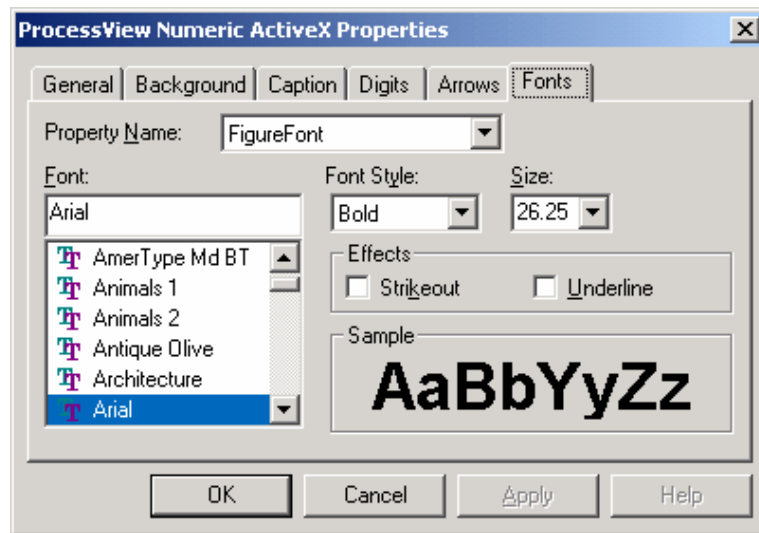 ProcessView Numeric ActiveX Properties
General Background Caption Digits Arrows Fonts
Property Name: FigureFont
Font: Font Style: Size:
Arial Bold 26.25
AmerType Md BT
Animals 1
Animals 2
Antique Olive
Architecture
Arial
Effects
Strikeout Underline
Sample
AaBbYyZz
OK Cancel Apply Help